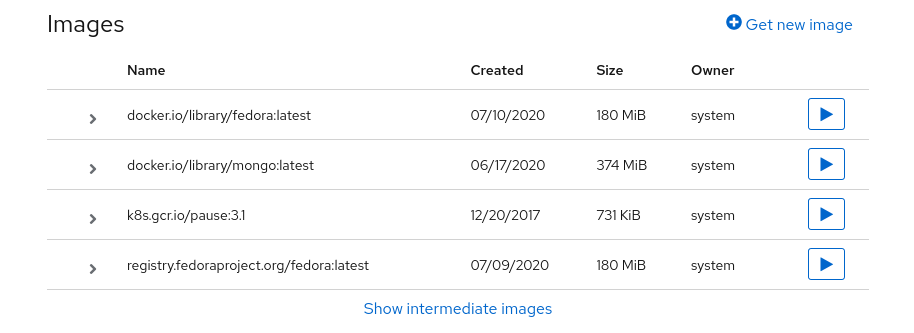 Images
Get new image
Name Created Size Owner
docker.io/library/fedora:latest 07/10/2020 180 MiB system
docker.io/library/mongo:latest 06/17/2020 374 MiB system
k8s.gcr.io/pause:3.1 12/20/2017 731 KiB system
registry.fedoraproject.org/fedora:latest 07/09/2020 180 MiB system
Show intermediate images